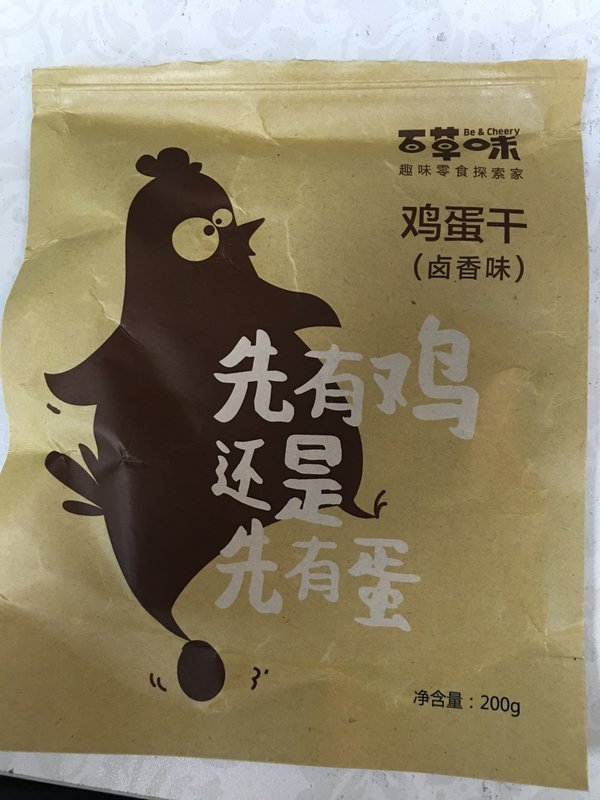 百草味 Be & Cheery
趣味零食探索家
鸡蛋干
（卤香味）
先有鸡
还是
先有蛋
净含量：200g